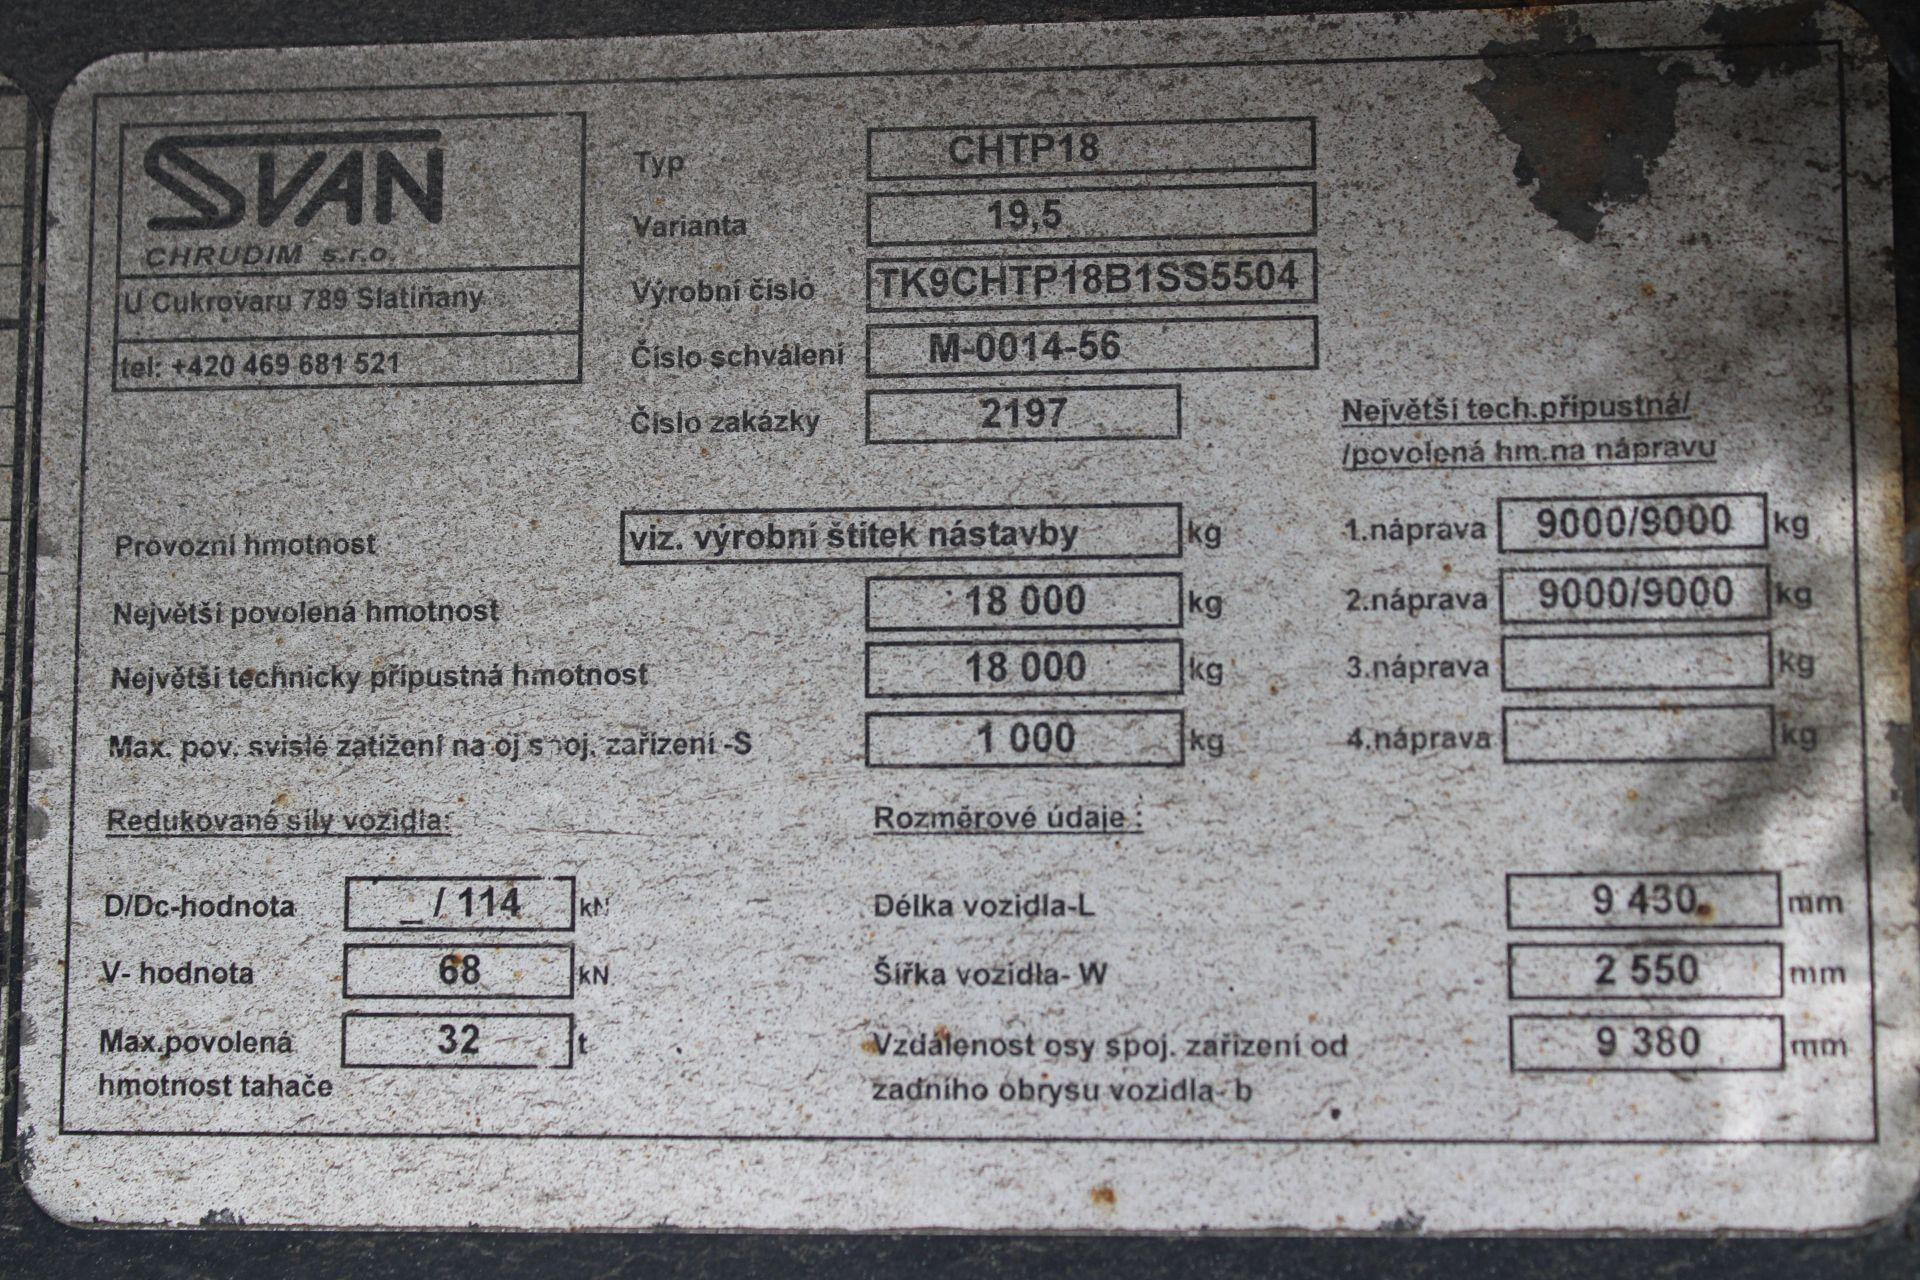 SVAN
CHRUDIM s.r.o.
U Cukrovaru 789 Slatiňany
tel: +420 469 681 521
Typ CHTP18
Varianta 19,5
Výrobní číslo TK9CHTP18B1SS5504
Číslo schválení M-0014-56
Číslo zakázky 2197
Největší tech.přípustná/
/povolená hm.na nápravu
Provozní hmotnost viz. výrobní štítek nástavby kg 1.náprava 9000/9000 kg
Největší povolená hmotnost 18 000 kg 2.náprava 9000/9000 kg
Největší technicky přípustná hmotnost 18 000 kg 3.náprava kg
Max. pov. svislé zatížení na oj spoj. zařízení -S 1 000 kg 4.náprava kg
Redukované síly vozidla: Rozměrové údaje :
D/Dc-hodnota _ / 114 kN Délka vozidla-L 9 430 mm
V- hodnota 68 kN Šířka vozidla- W 2 550 mm
Max.povolená 32 t Vzdálenost osy spoj. zařízení od 9 380 mm
hmotnost tahače zadního obrysu vozidla- b